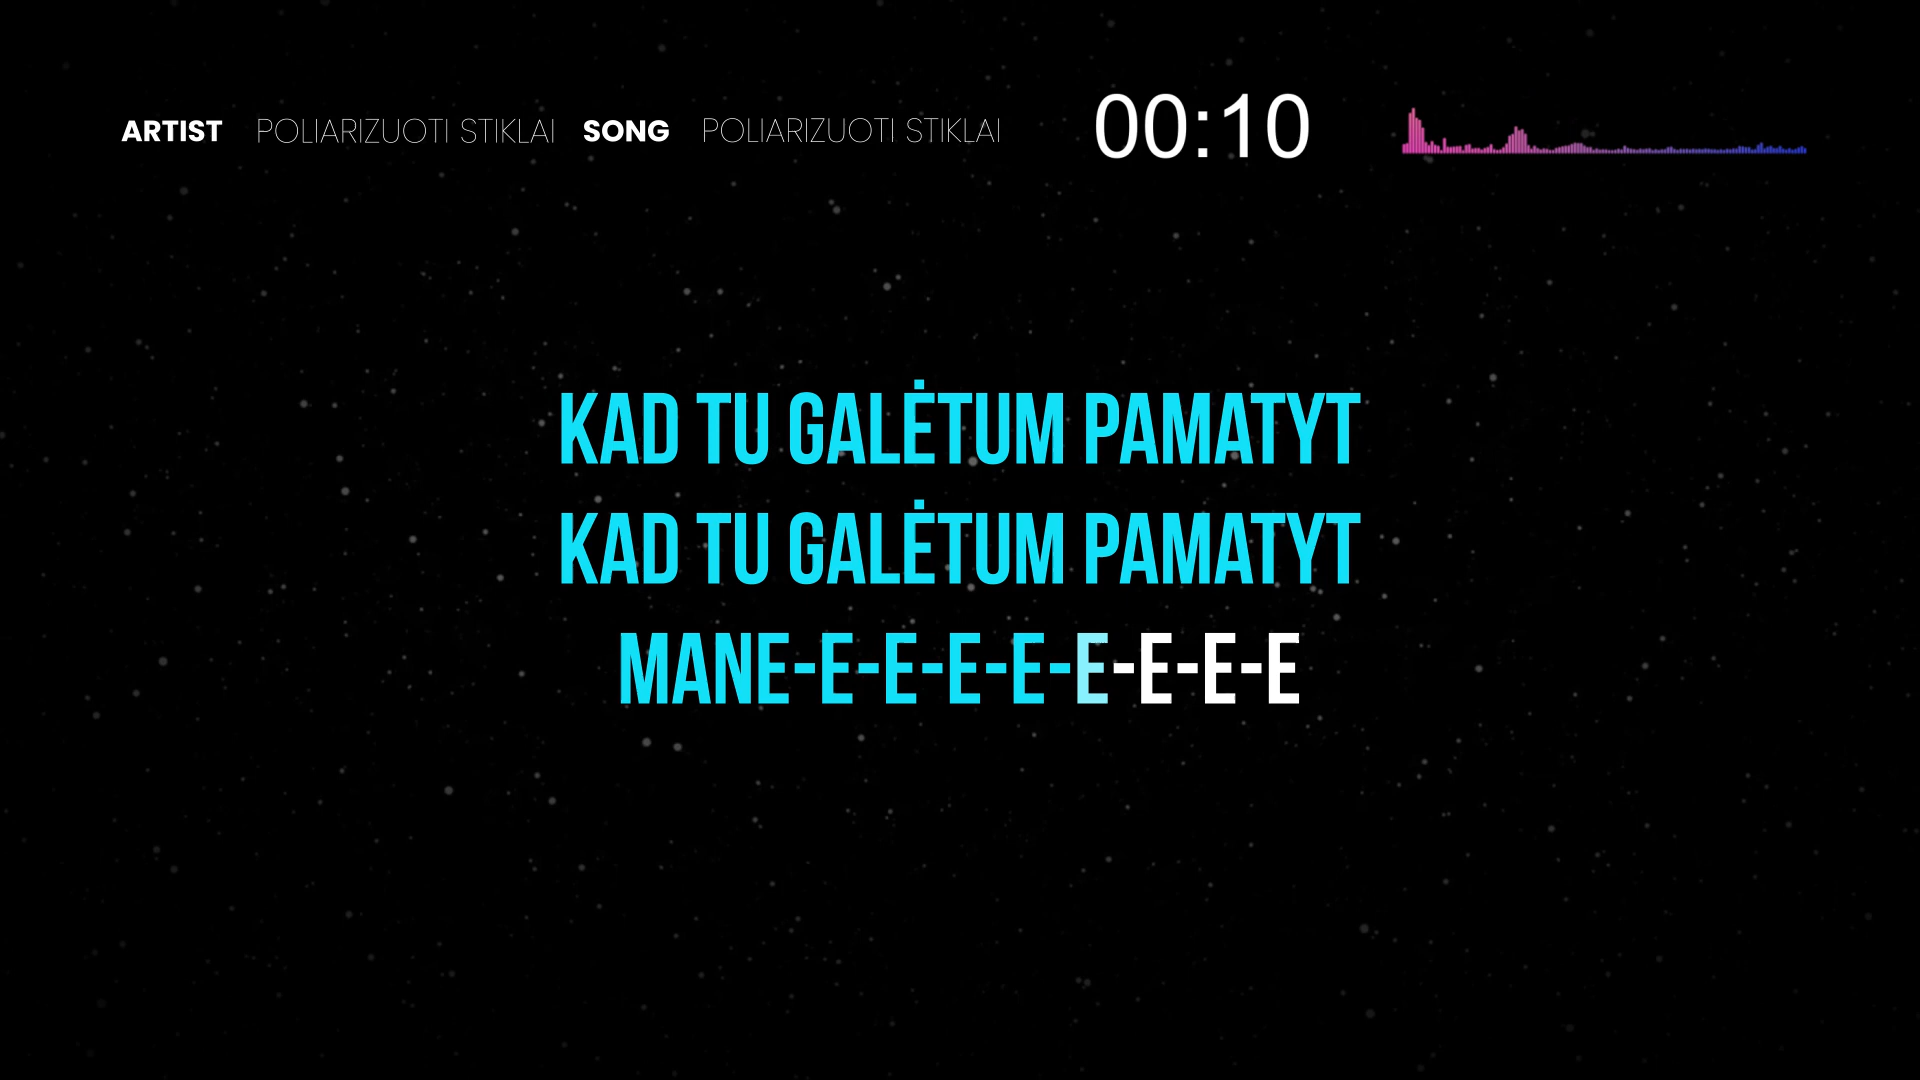 ARTIST POLIARIZUOTI STIKLAI SONG POLIARIZUOTI STIKLAI 00:10
KAD TU GALĖTUM PAMATYT
KAD TU GALĖTUM PAMATYT
MANE-E-E-E-E-E-E-E-E